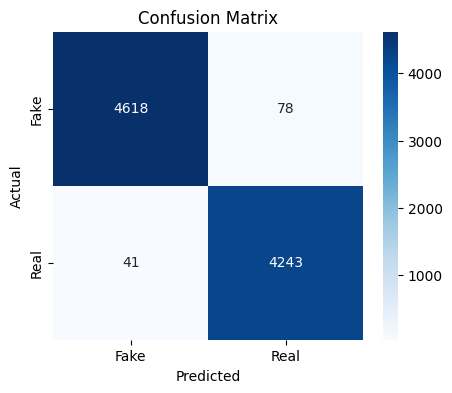 Confusion Matrix
Fake
4618
78
Real
41
4243
Actual
Fake
Real
Predicted
4000
3000
2000
1000